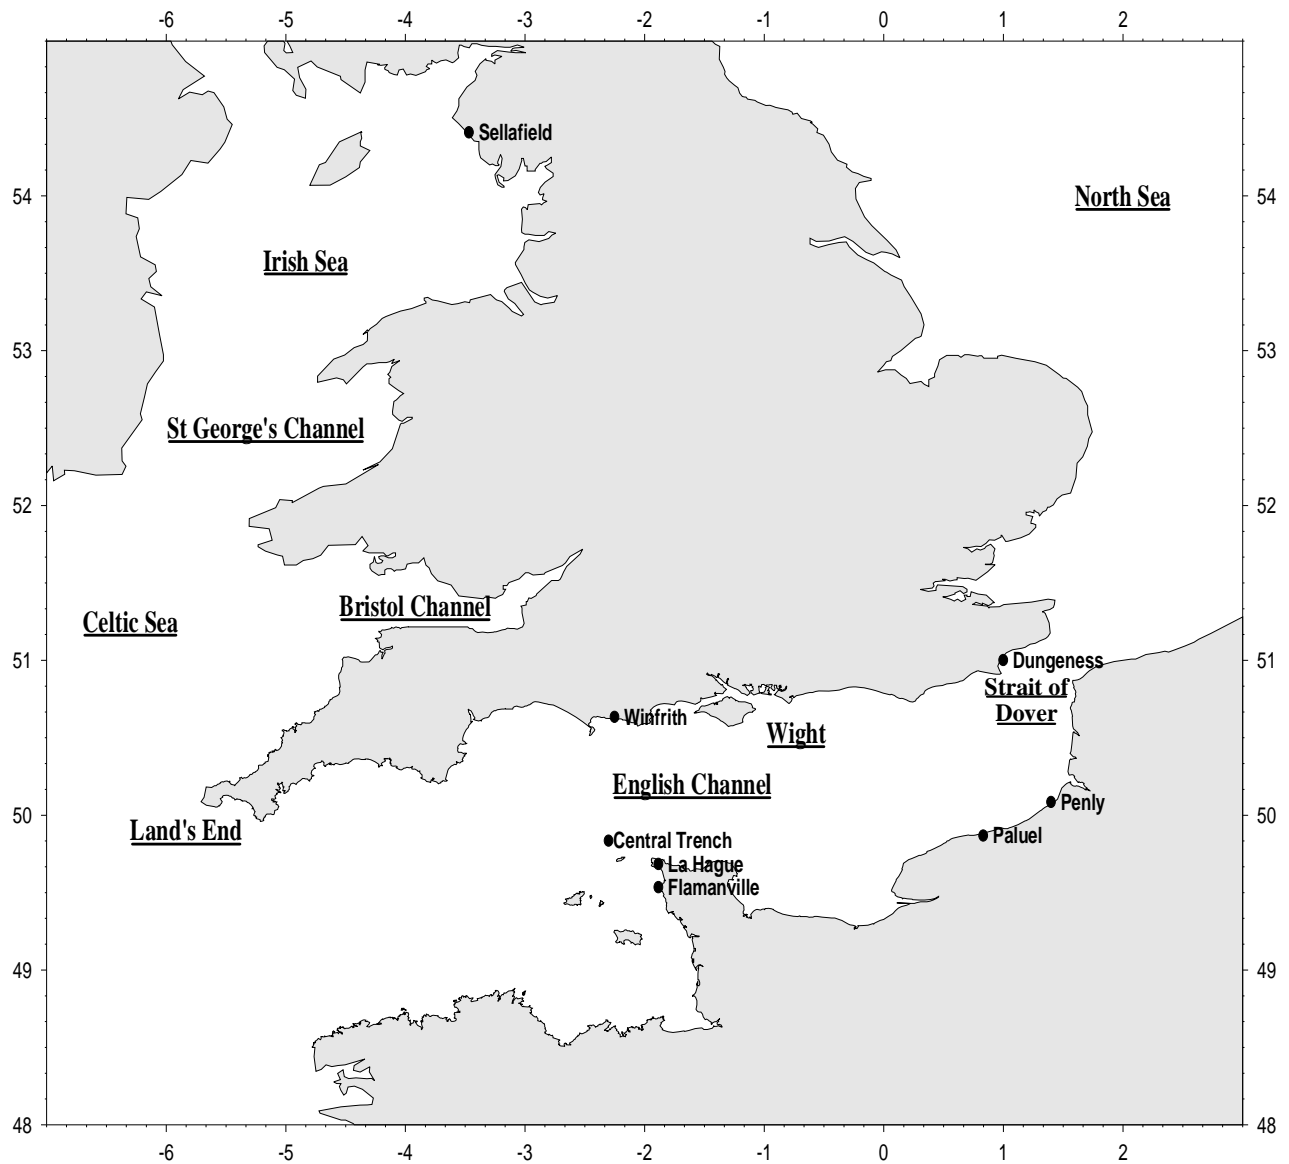 -6 -5 -4 -3 -2 -1 0 1 2
Sellafield
54 North Sea 54
Irish Sea
53 53
St George's Channel
52 52
Bristol Channel
Celtic Sea
51 Dungeness 51
Strait of
Dover
Winfrith
Wight
English Channel
Penly
50 50
Land's End
Paluel
Central Trench
La Hague
Flamanville
49 49
48 48
-6 -5 -4 -3 -2 -1 0 1 2